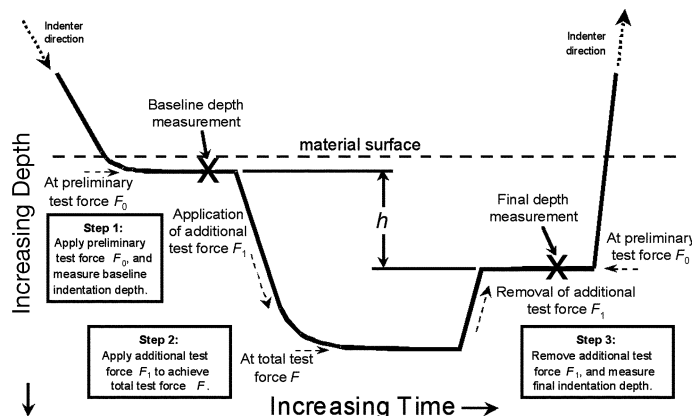 Indenter
direction
Indenter
direction
Baseline depth
measurement
material surface
At preliminary
test force F0
Step 1:
Apply preliminary
test force F0, and
measure baseline
indentation depth.
Application
of additional
test force F1
h
Final depth
measurement
At preliminary
test force F0
Removal of additional
test force F1
Step 2:
Apply additional test
force F1 to achieve
total test force F.
At total test
force F
Step 3:
Remove additional test
force F1, and measure
final indentation depth.
Increasing Depth
Increasing Time